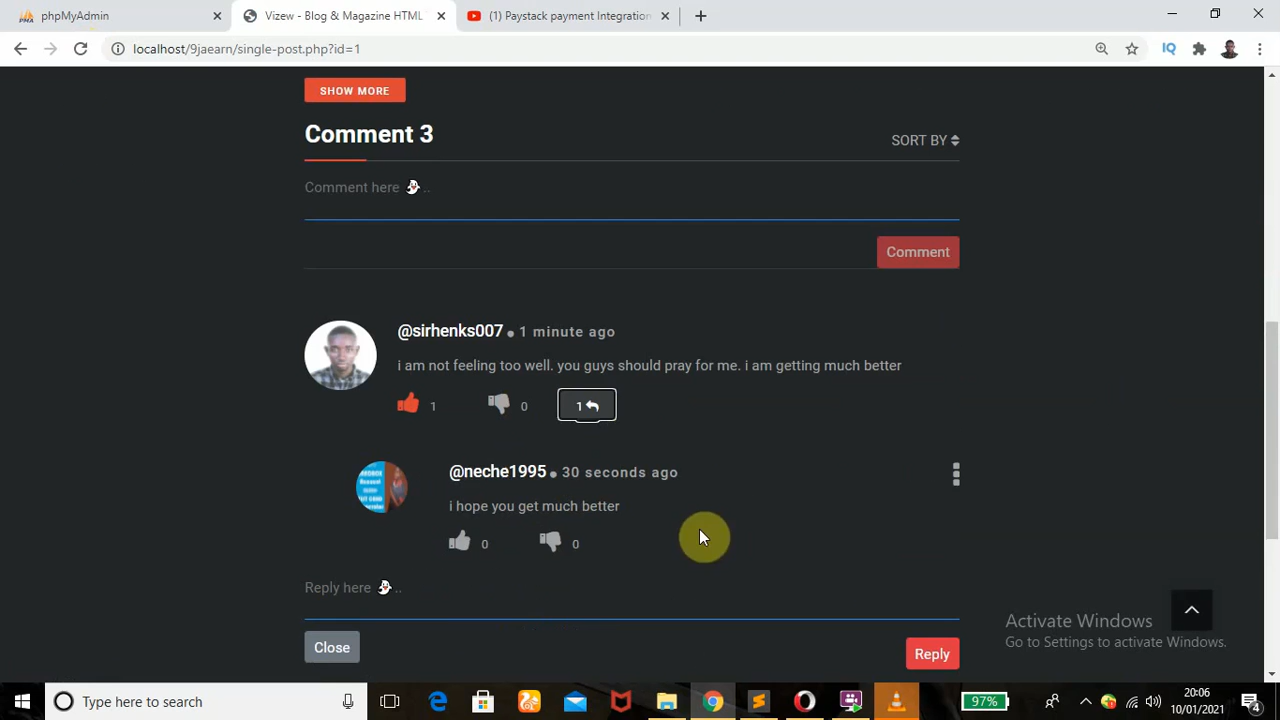 phpMyAdmin
Vizew - Blog & Magazine HTML
(1) Paystack payment Integration
localhost/9jaearn/single-post.php?id=1
IQ
SHOW MORE
Comment 3
SORT BY
Comment here 👻..
Comment
@sirhenks007 ● 1 minute ago
i am not feeling too well. you guys should pray for me. i am getting much better
1 0 1
@neche1995 ● 30 seconds ago
i hope you get much better
0 0
Reply here 👻..
Activate Windows
Go to Settings to activate Windows.
Close
Reply
Type here to search
97%
20:06
10/01/2021
4